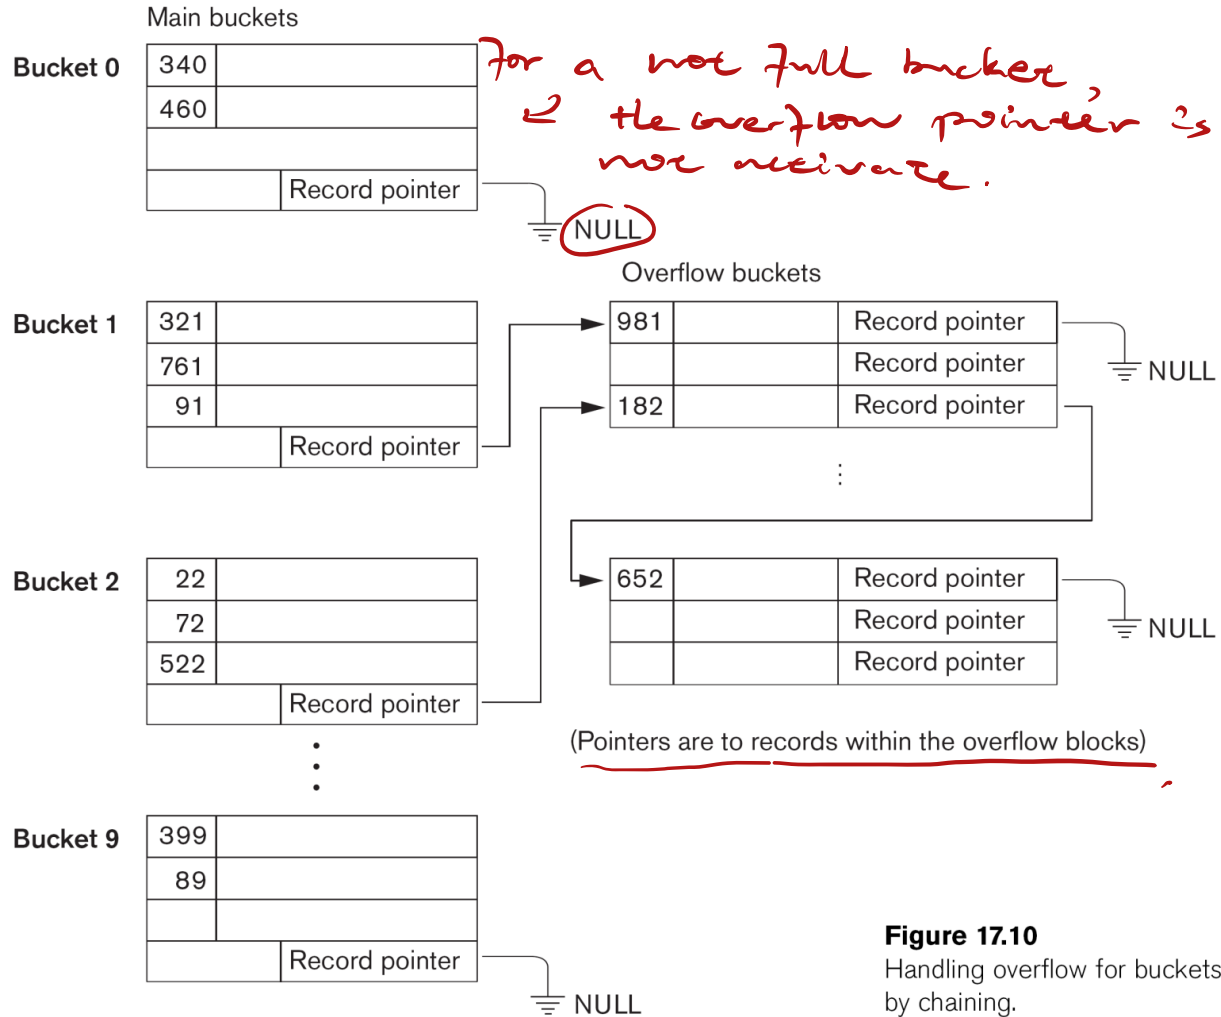 Main buckets
Bucket 0
340
460
Record pointer
NULL
For a not full bucket,
the overflow pointer is
not activate.
Overflow buckets
Bucket 1
321
761
91
Record pointer
981 Record pointer
Record pointer
182 Record pointer
NULL
Bucket 2
22
72
522
Record pointer
652 Record pointer
Record pointer
Record pointer
NULL
(Pointers are to records within the overflow blocks)
Bucket 9
399
89
Record pointer
NULL
Figure 17.10
Handling overflow for buckets
by chaining.